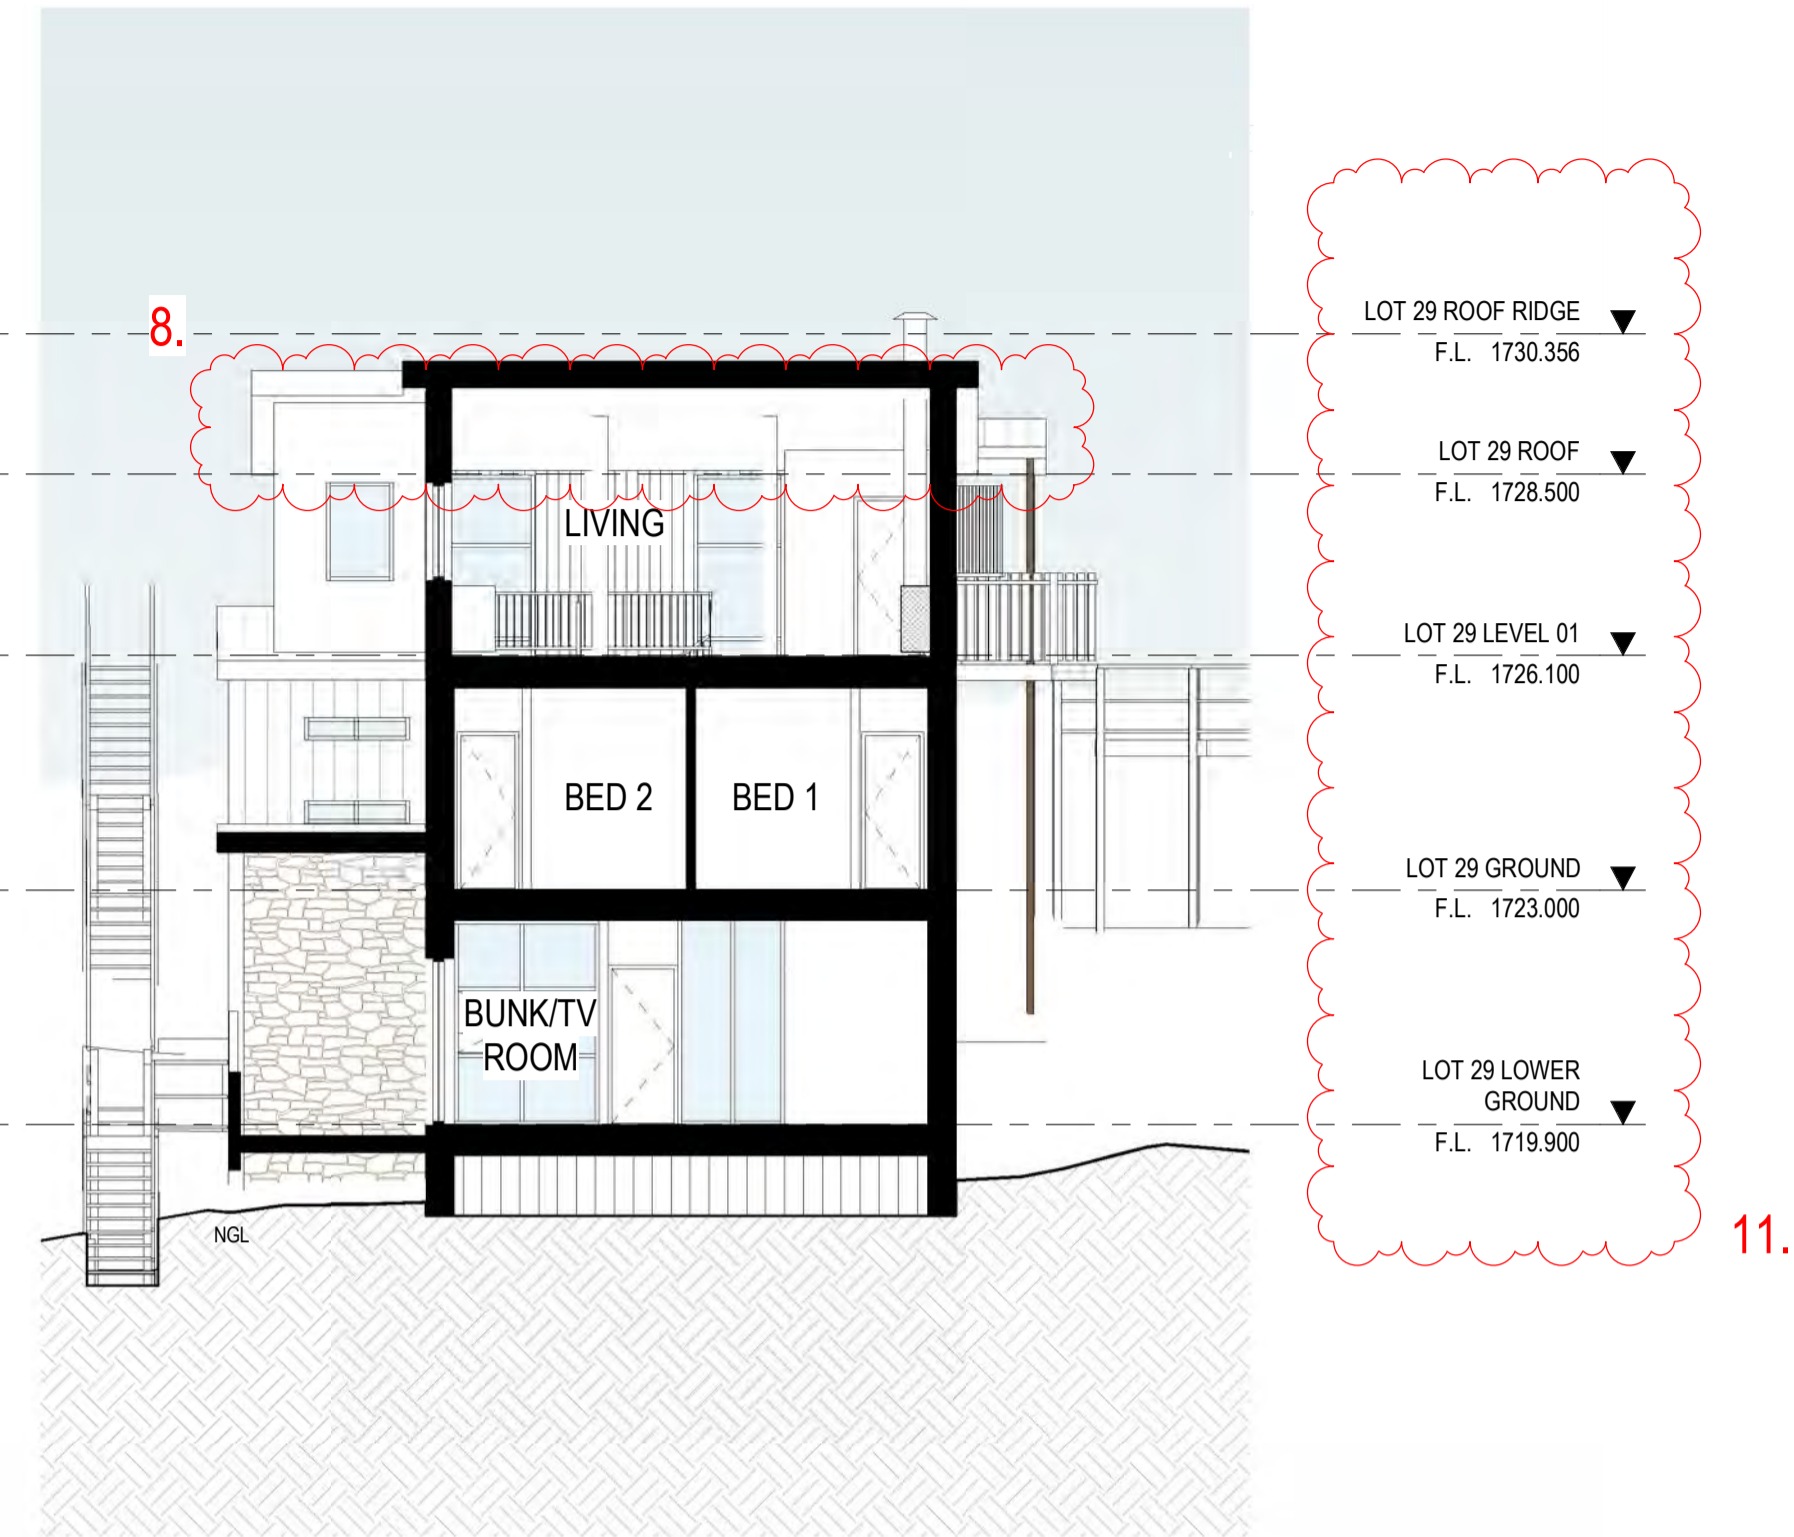 8.
LOT 29 ROOF RIDGE
F.L. 1730.356
LOT 29 ROOF
F.L. 1728.500
LIVING
LOT 29 LEVEL 01
F.L. 1726.100
BED 2
BED 1
LOT 29 GROUND
F.L. 1723.000
BUNK/TV
ROOM
LOT 29 LOWER
GROUND
F.L. 1719.900
NGL
11.